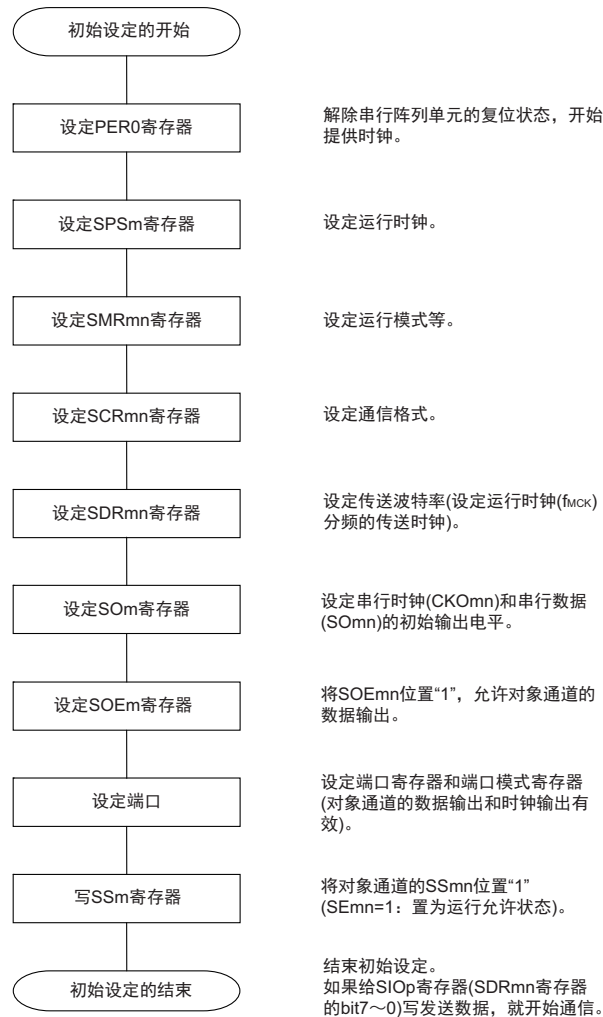 初始设定的开始
设定PER0寄存器
解除串行阵列单元的复位状态，开始
提供时钟。
设定SPSm寄存器
设定运行时钟。
设定SMRmn寄存器
设定运行模式等。
设定SCRmn寄存器
设定通信格式。
设定SDRmn寄存器
设定传送波特率(设定运行时钟(fMCK)
分频的传送时钟)。
设定SOm寄存器
设定串行时钟(CKOmn)和串行数据
(SOmn)的初始输出电平。
设定SOEm寄存器
将SOEmn位置“1”，允许对象通道的
数据输出。
设定端口
设定端口寄存器和端口模式寄存器
(对象通道的数据输出和时钟输出有
效)。
写SSm寄存器
将对象通道的SSmn位置“1”
(SEmn=1：置为运行允许状态)。
初始设定的结束
结束初始设定。
如果给SIOp寄存器(SDRmn寄存器
的bit7～0)写发送数据，就开始通信。